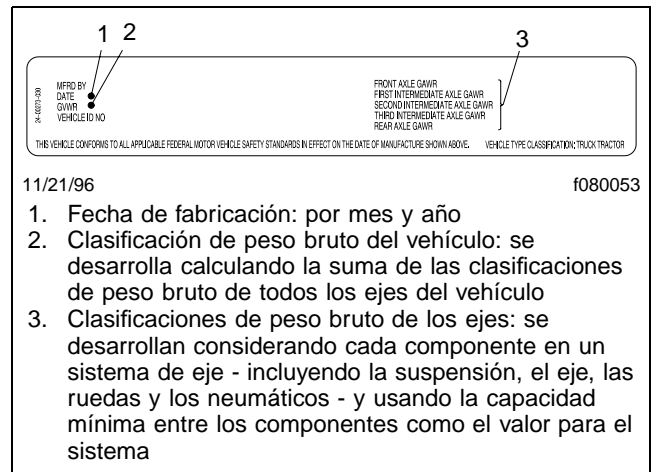 1 2
3
24-00273-030
MFRD BY
DATE
GVWR
VEHICLE ID NO
FRONT AXLE GAWR
FIRST INTERMEDIATE AXLE GAWR
SECOND INTERMEDIATE AXLE GAWR
THIRD INTERMEDIATE AXLE GAWR
REAR AXLE GAWR
THIS VEHICLE CONFORMS TO ALL APPLICABLE FEDERAL MOTOR VEHICLE SAFETY STANDARDS IN EFFECT ON THE DATE OF MANUFACTURE SHOWN ABOVE. VEHICLE TYPE CLASSIFICATION: TRUCK TRACTOR
11/21/96 f080053
1. Fecha de fabricación: por mes y año
2. Clasificación de peso bruto del vehículo: se
desarrolla calculando la suma de las clasificaciones
de peso bruto de todos los ejes del vehículo
3. Clasificaciones de peso bruto de los ejes: se
desarrollan considerando cada componente en un
sistema de eje - incluyendo la suspensión, el eje, las
ruedas y los neumáticos - y usando la capacidad
mínima entre los componentes como el valor para el
sistema